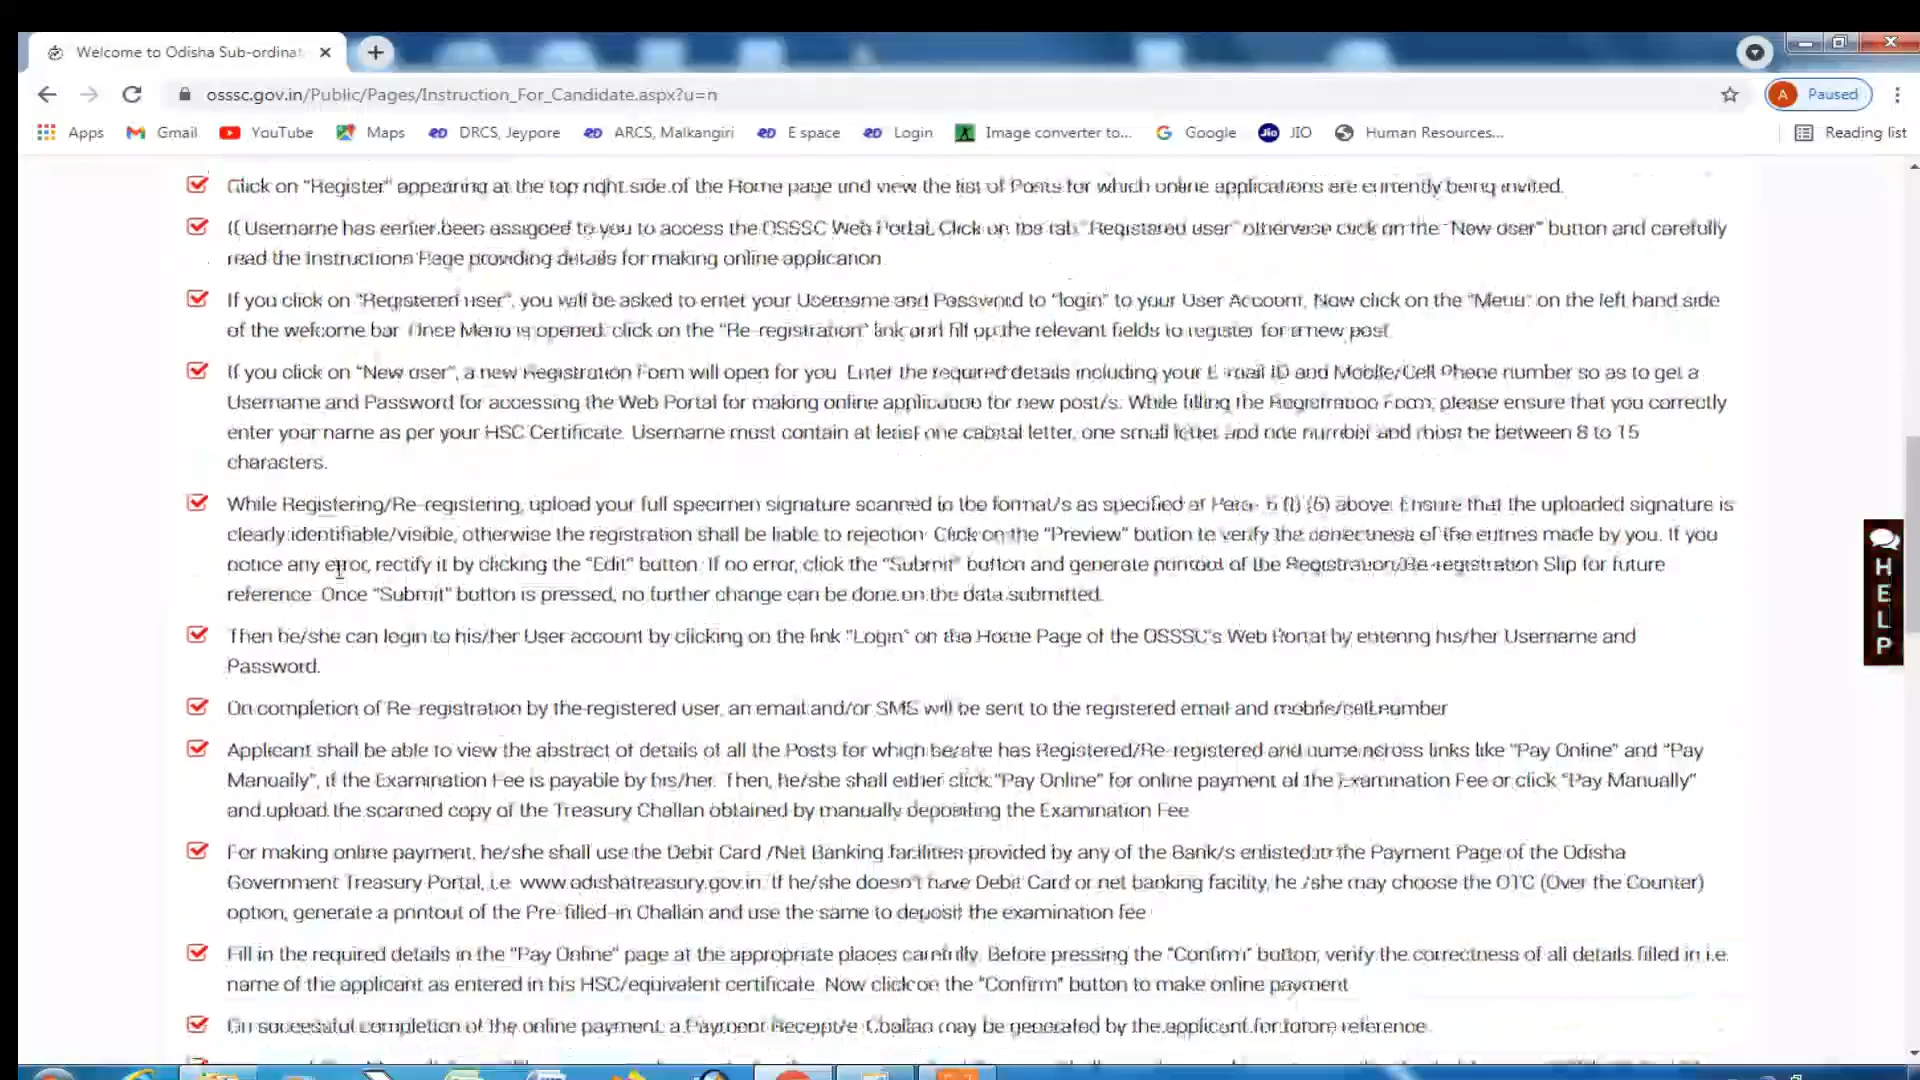 Welcome to Odisha Sub-ordinat
osssc.gov.in/Public/Pages/Instruction_For_Candidate.aspx?u=n
A Paused
Apps Gmail YouTube Maps DRCS, Jeypore ARCS, Malkangiri E space Login Image converter to... Google Jio JIO Human Resources... Reading list
Click on "Register" appearing at the top right side of the Home page and view the list of Posts for which online applications are currently being invited.
If Username has earlier been assigned to you to access the OSSSC Web Portal, Click on the tab "Registered user" otherwise click on the "New user" button and carefully
read the Instructions Page providing details for making online application
If you click on "Registered user", you will be asked to enter your Username and Password to "login" to your User Account, Now click on the "Menu" on the left hand side
of the welcome bar Once Menu is opened, click on the "Re-registration" link and fill up the relevant fields to register for a new post
If you click on "New user", a new Registration Form will open for you Enter the required details including your E-mail ID and Mobile/Cell Phone number so as to get a
Username and Password for accessing the Web Portal for making online application for new post/s. While filling the Registration Form, please ensure that you correctly
enter your name as per your HSC Certificate. Username must contain at least one capital letter, one small letter and one number and must be between 8 to 15
characters.
While Registering/Re-registering, upload your full specimen signature scanned in the format/s as specified at Para- (6) above Ensure that the uploaded signature is
clearly identifiable/visible, otherwise the registration shall be liable to rejection Click on the "Preview" button to verify the correctness of the entries made by you. If you
notice any error, rectify it by clicking the "Edit" button. If no error, click the "Submit" button and generate printout of the Registration/Re-registration Slip for future
reference. Once "Submit" button is pressed, no further change can be done on the data submitted.
Then he/she can login to his/her User account by clicking on the link "Login" on the Home Page of the OSSSC's Web Portal by entering his/her Username and
Password.
On completion of Re-registration by the registered user, an email and/or SMS will be sent to the registered email and mobile/cell number
Applicant shall be able to view the abstract of details of all the Posts for which he/she has Registered/Re-registered and come across links like "Pay Online" and "Pay
Manually", if the Examination Fee is payable by his/her. Then, he/she shall either click "Pay Online" for online payment of the Examination Fee or click "Pay Manually"
and upload the scanned copy of the Treasury Challan obtained by manually depositing the Examination Fee
For making online payment, he/she shall use the Debit Card /Net Banking facilities provided by any of the Bank/s enlisted in the Payment Page of the Odisha
Government Treasury Portal, i.e www.odishatreasury.gov.in. If he/she doesn't have Debit Card or net banking facility, he /she may choose the OTC (Over the Counter)
option, generate a printout of the Pre-filled-in Challan and use the same to deposit the examination fee
Fill in the required details in the "Pay Online" page at the appropriate places carefully. Before pressing the "Confirm" button, verify the correctness of all details filled in i.e.
name of the applicant as entered in his HSC/equivalent certificate. Now click on the "Confirm" button to make online payment
On successful completion of the online payment, a Payment Receipt/e-Challan may be generated by the applicant for future reference
HELP